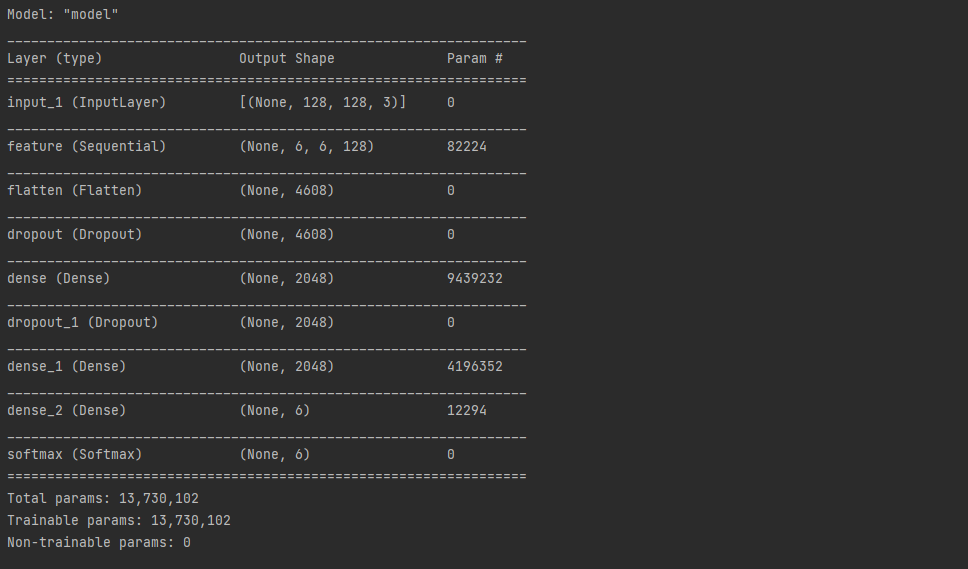 Model: "model"
_________________________________________________________________
Layer (type)                 Output Shape              Param #
=================================================================
input_1 (InputLayer)         [(None, 128, 128, 3)]     0
_________________________________________________________________
feature (Sequential)         (None, 6, 6, 128)         82224
_________________________________________________________________
flatten (Flatten)            (None, 4608)              0
_________________________________________________________________
dropout (Dropout)            (None, 4608)              0
_________________________________________________________________
dense (Dense)                (None, 2048)              9439232
_________________________________________________________________
dropout_1 (Dropout)          (None, 2048)              0
_________________________________________________________________
dense_1 (Dense)              (None, 2048)              4196352
_________________________________________________________________
dense_2 (Dense)              (None, 6)                 12294
_________________________________________________________________
softmax (Softmax)            (None, 6)                 0
=================================================================
Total params: 13,730,102
Trainable params: 13,730,102
Non-trainable params: 0